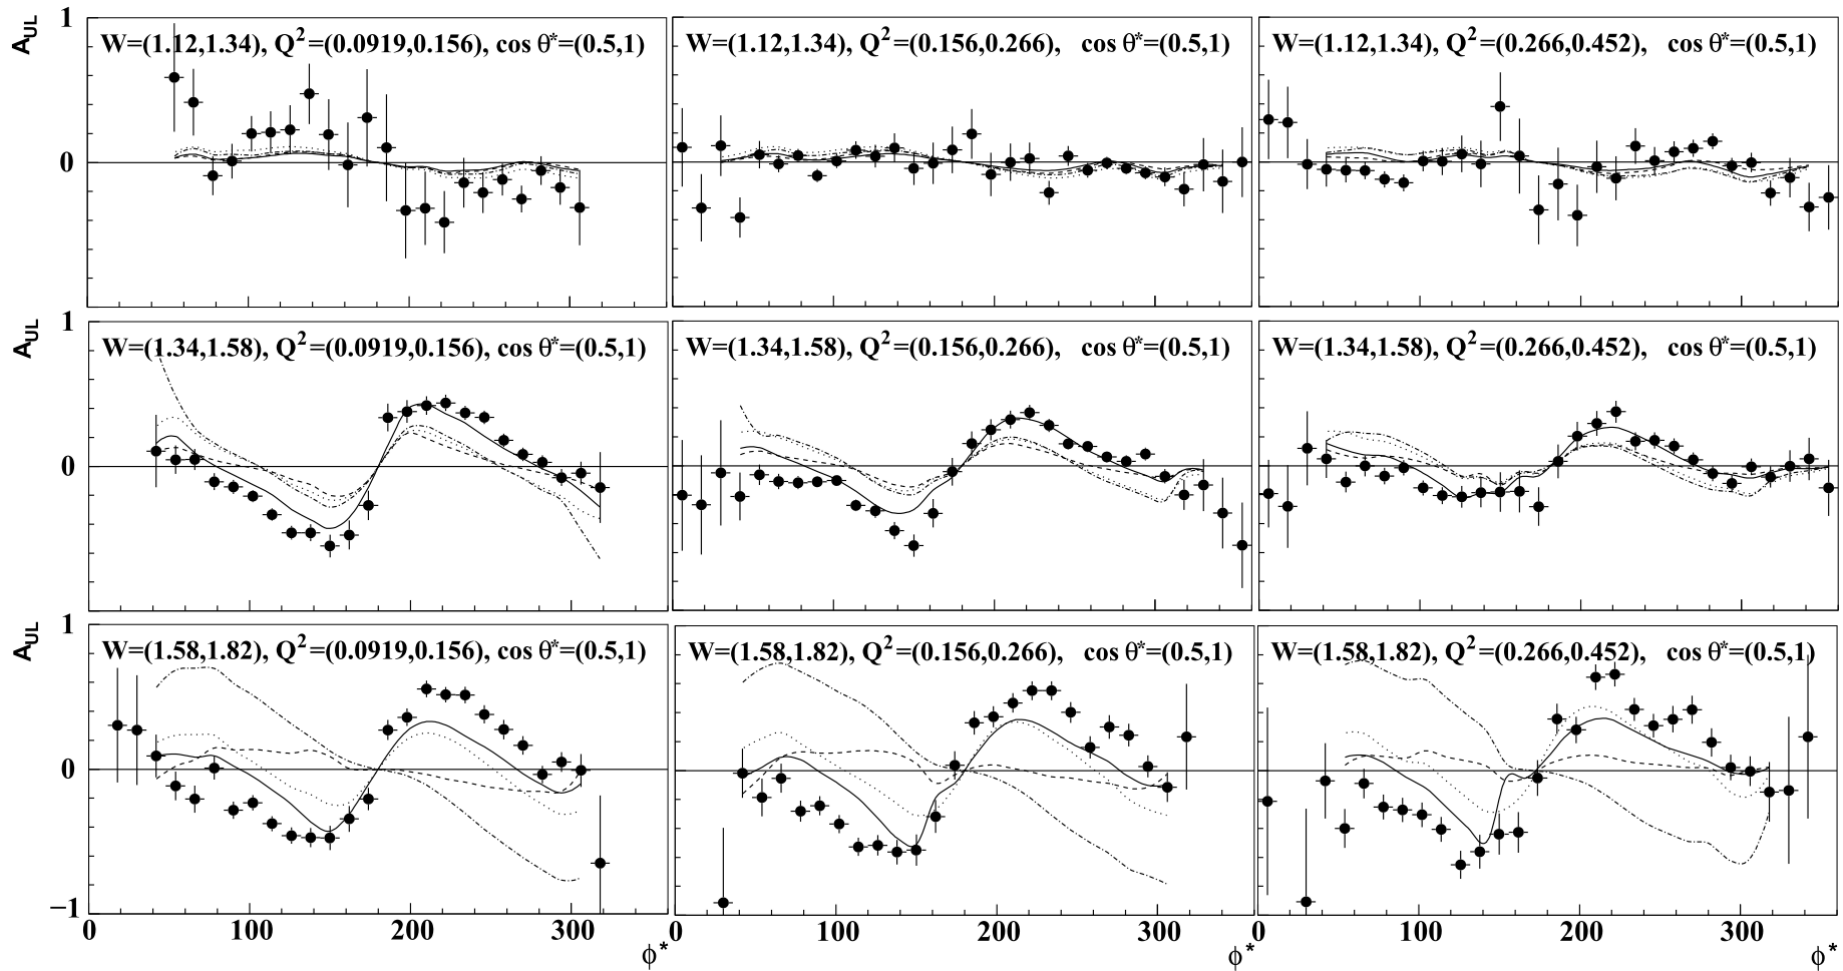 1
A_UL
W=(1.12,1.34), Q²=(0.0919,0.156), cos θ*=(0.5,1)
W=(1.12,1.34), Q²=(0.156,0.266), cos θ*=(0.5,1)
W=(1.12,1.34), Q²=(0.266,0.452), cos θ*=(0.5,1)
0
1
A_UL
W=(1.34,1.58), Q²=(0.0919,0.156), cos θ*=(0.5,1)
W=(1.34,1.58), Q²=(0.156,0.266), cos θ*=(0.5,1)
W=(1.34,1.58), Q²=(0.266,0.452), cos θ*=(0.5,1)
0
1
A_UL
W=(1.58,1.82), Q²=(0.0919,0.156), cos θ*=(0.5,1)
W=(1.58,1.82), Q²=(0.156,0.266), cos θ*=(0.5,1)
W=(1.58,1.82), Q²=(0.266,0.452), cos θ*=(0.5,1)
0
−1
0 100 200 300
0 100 200 300
0 100 200 300
ϕ*
ϕ*
ϕ*